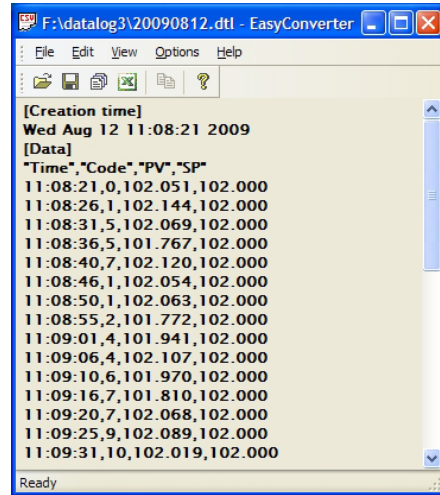 CSV
F:\datalog3\20090812.dtl - EasyConverter
File Edit View Options Help
[Creation time]
Wed Aug 12 11:08:21 2009
[Data]
"Time","Code","PV","SP"
11:08:21,0,102.051,102.000
11:08:26,1,102.144,102.000
11:08:31,5,102.069,102.000
11:08:36,5,101.767,102.000
11:08:40,7,102.120,102.000
11:08:46,1,102.054,102.000
11:08:50,1,102.063,102.000
11:08:55,2,101.772,102.000
11:09:01,4,101.941,102.000
11:09:06,4,102.107,102.000
11:09:10,6,101.970,102.000
11:09:16,7,101.810,102.000
11:09:20,7,102.068,102.000
11:09:25,9,102.089,102.000
11:09:31,10,102.019,102.000
Ready